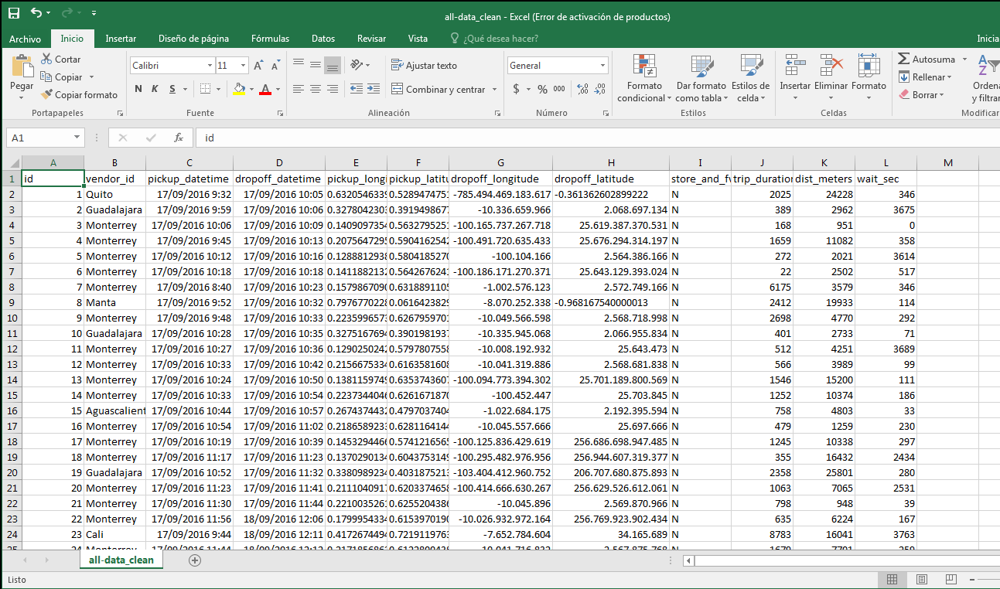 all-data_clean - Excel (Error de activación de productos)
Archivo Inicio Insertar Diseño de página Fórmulas Datos Revisar Vista ¿Qué desea hacer? Inicia
Pegar Cortar Copiar Copiar formato
Calibri 11
N K S
Ajustar texto
Combinar y centrar
General
$ % 000
Formato condicional Dar formato como tabla Estilos de celda
Insertar Eliminar Formato
Autosuma Rellenar Borrar
Ordena y filtrar
Portapapeles Fuente Alineación Número Estilos Celdas Modificar
A1 fx id
A B C D E F G H I J K L M
1 id vendor_id pickup_datetime dropoff_datetime pickup_longi pickup_latitu dropoff_longitude dropoff_latitude store_and_fv trip_duration dist_meters wait_sec
2 1 Quito 17/09/2016 9:32 17/09/2016 10:05 0.632054633 0.528947475 -785.494.469.183.617 -0.361362602899222 N 2025 24228 346
3 2 Guadalajara 17/09/2016 9:59 17/09/2016 10:06 0.327804230 0.391949867 -10.336.659.966 2.068.697.134 N 389 2962 3675
4 3 Monterrey 17/09/2016 10:06 17/09/2016 10:09 0.140909735 0.563279525 -100.165.737.267.718 25.619.387.370.531 N 168 951 0
5 4 Monterrey 17/09/2016 9:45 17/09/2016 10:13 0.207564729 0.590416254 -100.491.720.635.433 25.676.294.314.197 N 1659 11082 358
6 5 Monterrey 17/09/2016 10:12 17/09/2016 10:16 0.128881293 0.580418527 -100.104.166 2.564.386.166 N 272 2021 3614
7 6 Monterrey 17/09/2016 10:18 17/09/2016 10:18 0.141188213 0.564267624 -100.186.171.270.371 25.643.129.393.024 N 22 2502 517
8 7 Monterrey 17/09/2016 8:40 17/09/2016 10:23 0.157986709 0.631889110 -1.002.576.123 2.572.749.166 N 6175 3579 346
9 8 Manta 17/09/2016 9:52 17/09/2016 10:32 0.797677022 0.061642382 -8.070.252.338 -0.968167540000013 N 2412 19933 114
10 9 Monterrey 17/09/2016 9:48 17/09/2016 10:33 0.223599657 0.626795970 -10.049.566.598 2.568.718.998 N 2698 4770 292
11 10 Guadalajara 17/09/2016 10:28 17/09/2016 10:35 0.327516769 0.390198193 -10.335.945.068 2.066.955.834 N 401 2733 71
12 11 Monterrey 17/09/2016 10:27 17/09/2016 10:36 0.129025024 0.579780755 -10.008.192.932 25.643.473 N 512 4251 3689
13 12 Monterrey 17/09/2016 10:33 17/09/2016 10:42 0.215667533 0.616358160 -10.041.319.886 2.568.681.838 N 566 3989 99
14 13 Monterrey 17/09/2016 10:24 17/09/2016 10:50 0.138115974 0.635374360 -100.094.773.394.302 25.701.189.800.569 N 1546 15200 111
15 14 Monterrey 17/09/2016 10:33 17/09/2016 10:54 0.223734404 0.626167187 -100.452.447 25.703.845 N 1252 10374 186
16 15 Aguascalient 17/09/2016 10:44 17/09/2016 10:57 0.267437443 0.479703740 -1.022.684.175 2.192.395.594 N 758 4803 33
17 16 Monterrey 17/09/2016 10:54 17/09/2016 11:02 0.218658923 0.628116414 -10.045.557.666 25.697.666 N 479 1259 230
18 17 Monterrey 17/09/2016 10:19 17/09/2016 10:39 0.145329446 0.574121656 -100.125.836.429.619 256.686.698.947.485 N 1245 10338 297
19 18 Monterrey 17/09/2016 11:17 17/09/2016 11:23 0.137029013 0.604375314 -100.295.482.976.956 256.944.607.319.377 N 355 16432 2434
20 19 Guadalajara 17/09/2016 10:52 17/09/2016 11:32 0.338098923 0.403187521 -103.404.412.960.752 206.707.680.875.893 N 2358 25801 280
21 20 Monterrey 17/09/2016 11:23 17/09/2016 11:41 0.211104091 0.620337465 -100.414.666.630.267 256.629.526.612.061 N 1063 7065 2531
22 21 Monterrey 17/09/2016 11:30 17/09/2016 11:44 0.221003526 0.625520438 -10.045.896 2.569.870.966 N 798 948 39
23 22 Monterrey 17/09/2016 11:56 18/09/2016 12:06 0.179995433 0.615397019 -10.026.932.972.164 256.769.923.902.434 N 635 6224 167
24 23 Cali 17/09/2016 9:44 18/09/2016 12:11 0.417267449 0.721911976 -7.652.784.604 34.165.689 N 8783 16041 3763
all-data_clean
Listo